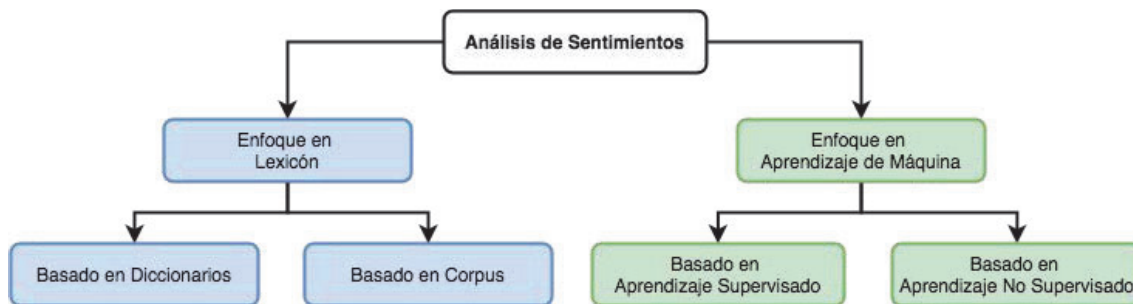 Análisis de Sentimientos
Enfoque en
Lexicón
Enfoque en
Aprendizaje de Máquina
Basado en Diccionarios
Basado en Corpus
Basado en
Aprendizaje Supervisado
Basado en
Aprendizaje No Supervisado